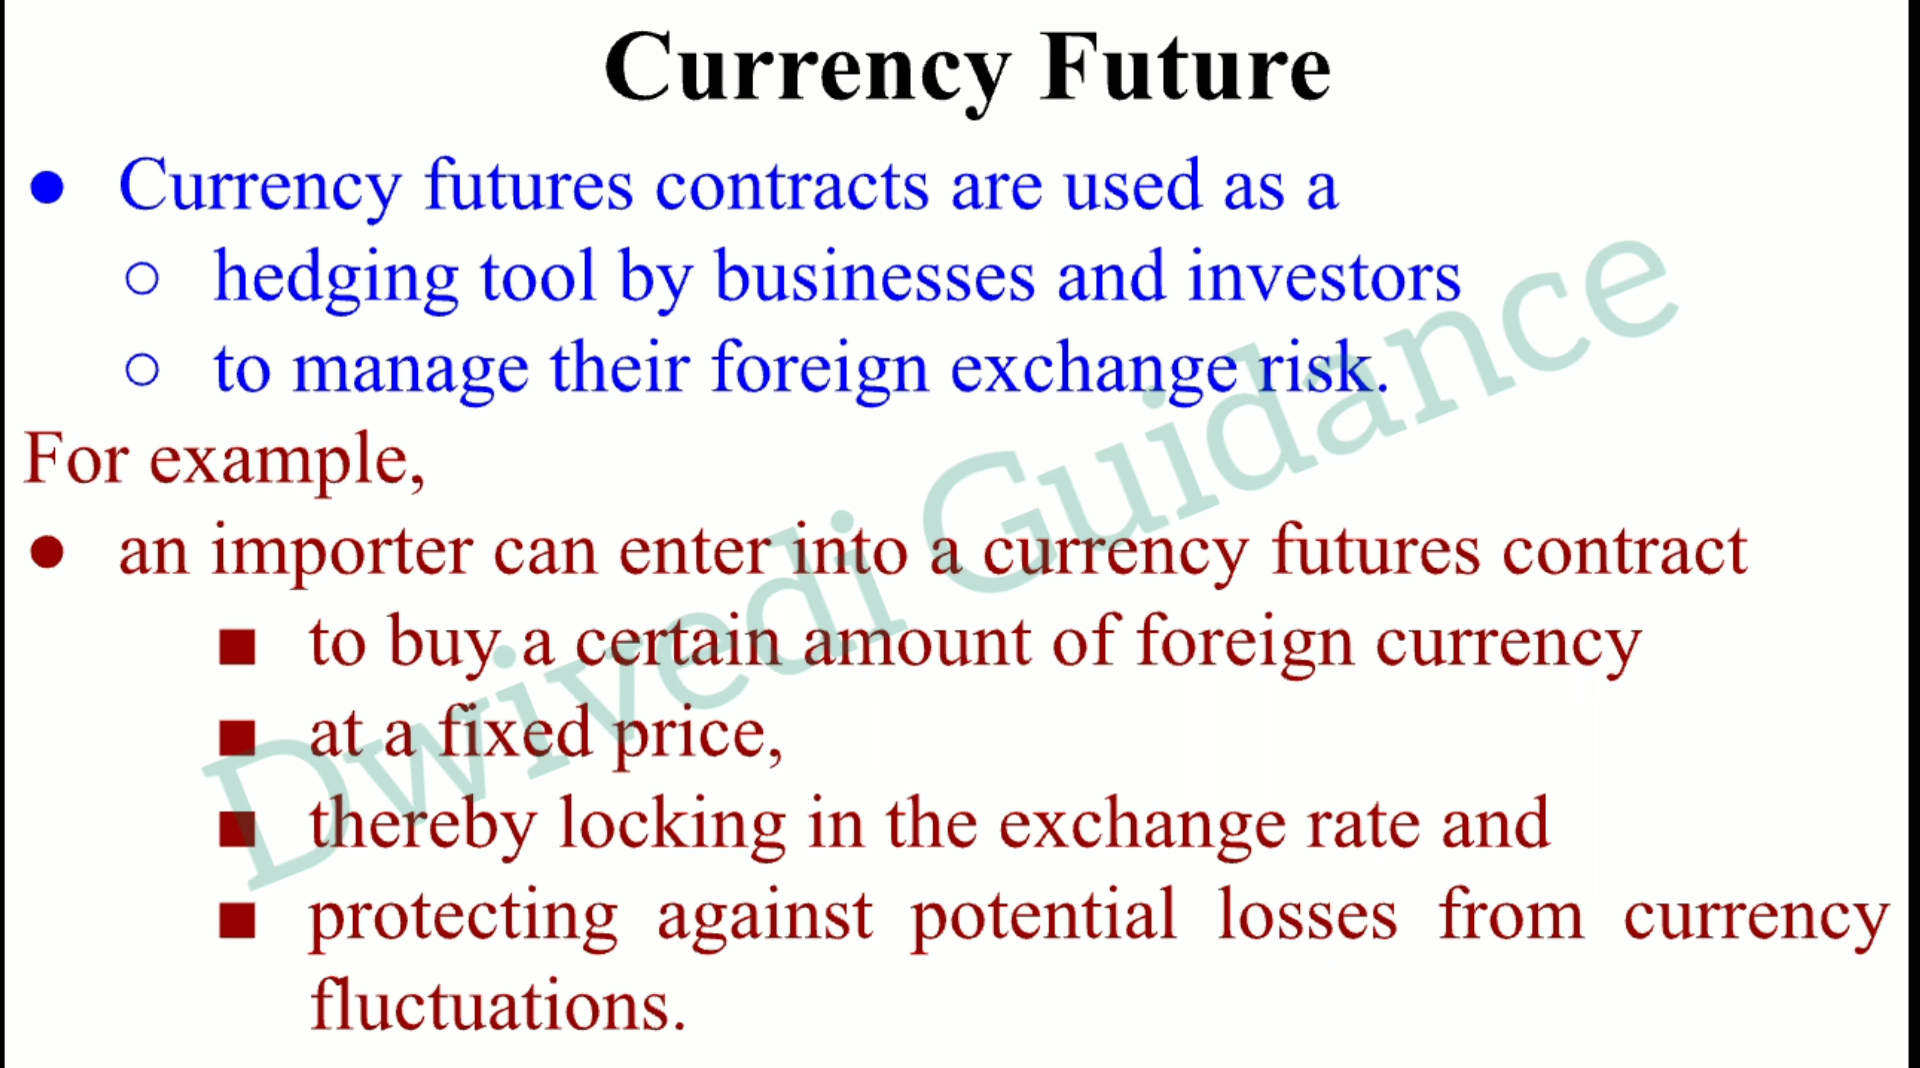 Currency Future
● Currency futures contracts are used as a
○ hedging tool by businesses and investors
○ to manage their foreign exchange risk.
For example,
● an importer can enter into a currency futures contract
■ to buy a certain amount of foreign currency
■ at a fixed price,
■ thereby locking in the exchange rate and
■ protecting against potential losses from currency
fluctuations.
Dwivedi Guidance